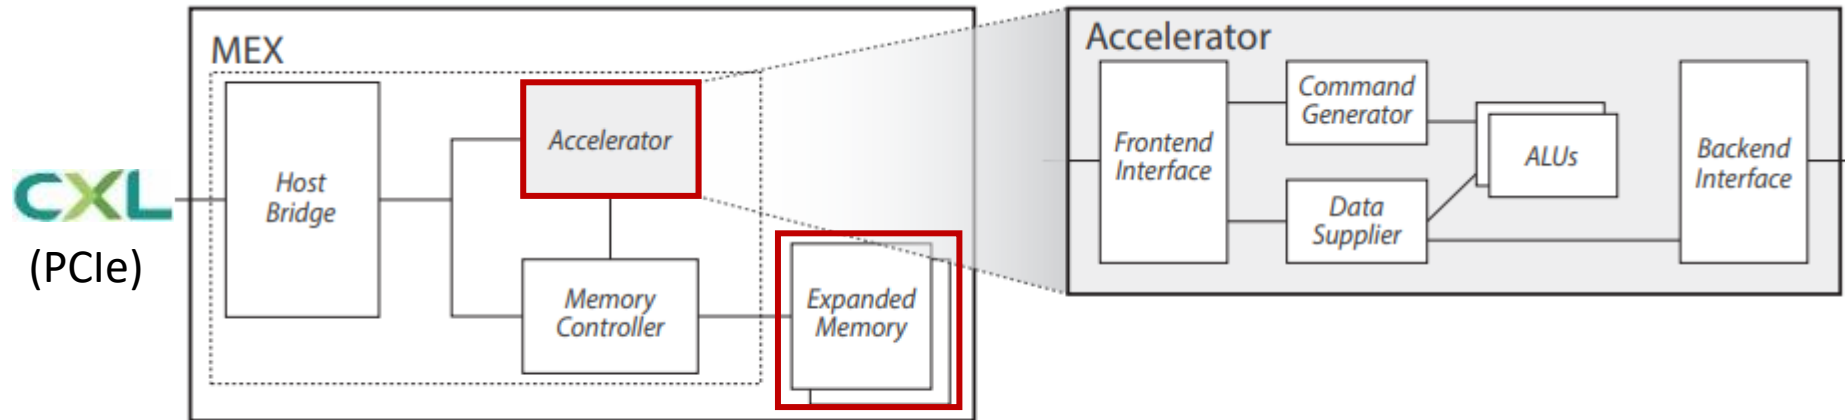 MEX
CXL
(PCIe)
Host
Bridge
Accelerator
Memory
Controller
Expanded
Memory
Accelerator
Frontend
Interface
Command
Generator
Data
Supplier
ALUs
Backend
Interface